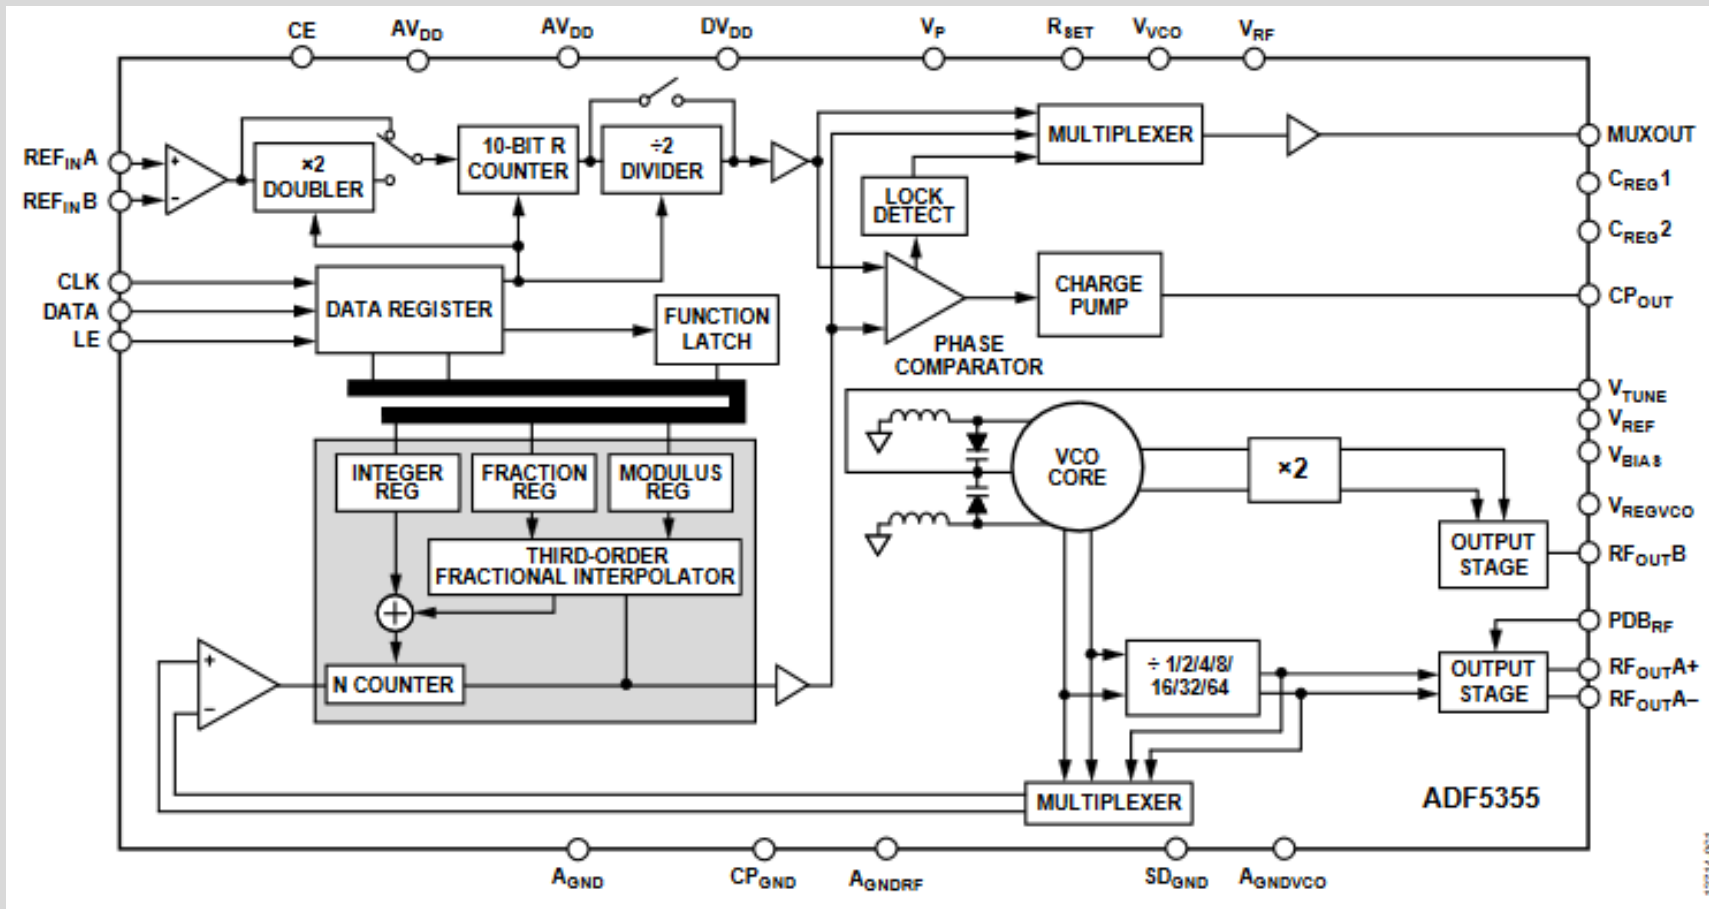 CE
AVDD
AVDD
DVDD
VP
RSET
VVCO
VRF
REFINA
REFINB
×2
DOUBLER
10-BIT R
COUNTER
÷2
DIVIDER
MULTIPLEXER
MUXOUT
CREG1
CREG2
LOCK
DETECT
CLK
DATA
LE
DATA REGISTER
FUNCTION
LATCH
CHARGE
PUMP
CPOUT
PHASE
COMPARATOR
VTUNE
VREF
VBIAS
VREGVCO
INTEGER
REG
FRACTION
REG
MODULUS
REG
VCO
CORE
×2
OUTPUT
STAGE
RFOUTB
THIRD-ORDER
FRACTIONAL INTERPOLATOR
PDBRF
N COUNTER
÷ 1/2/4/8/
16/32/64
OUTPUT
STAGE
RFOUTA+
RFOUTA–
MULTIPLEXER
ADF5355
AGND
CPGND
AGNDRF
SDGND
AGNDVCO